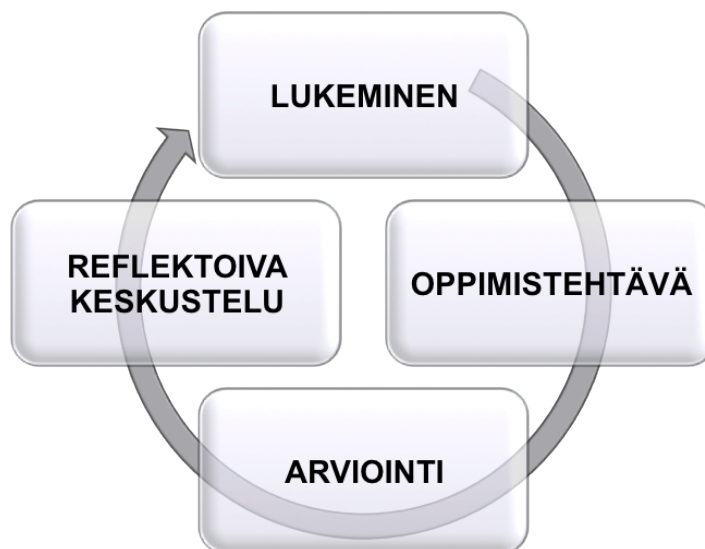 LUKEMINEN
OPPIMISTEHTÄVÄ
ARVIOINTI
REFLEKTOIVA
KESKUSTELU